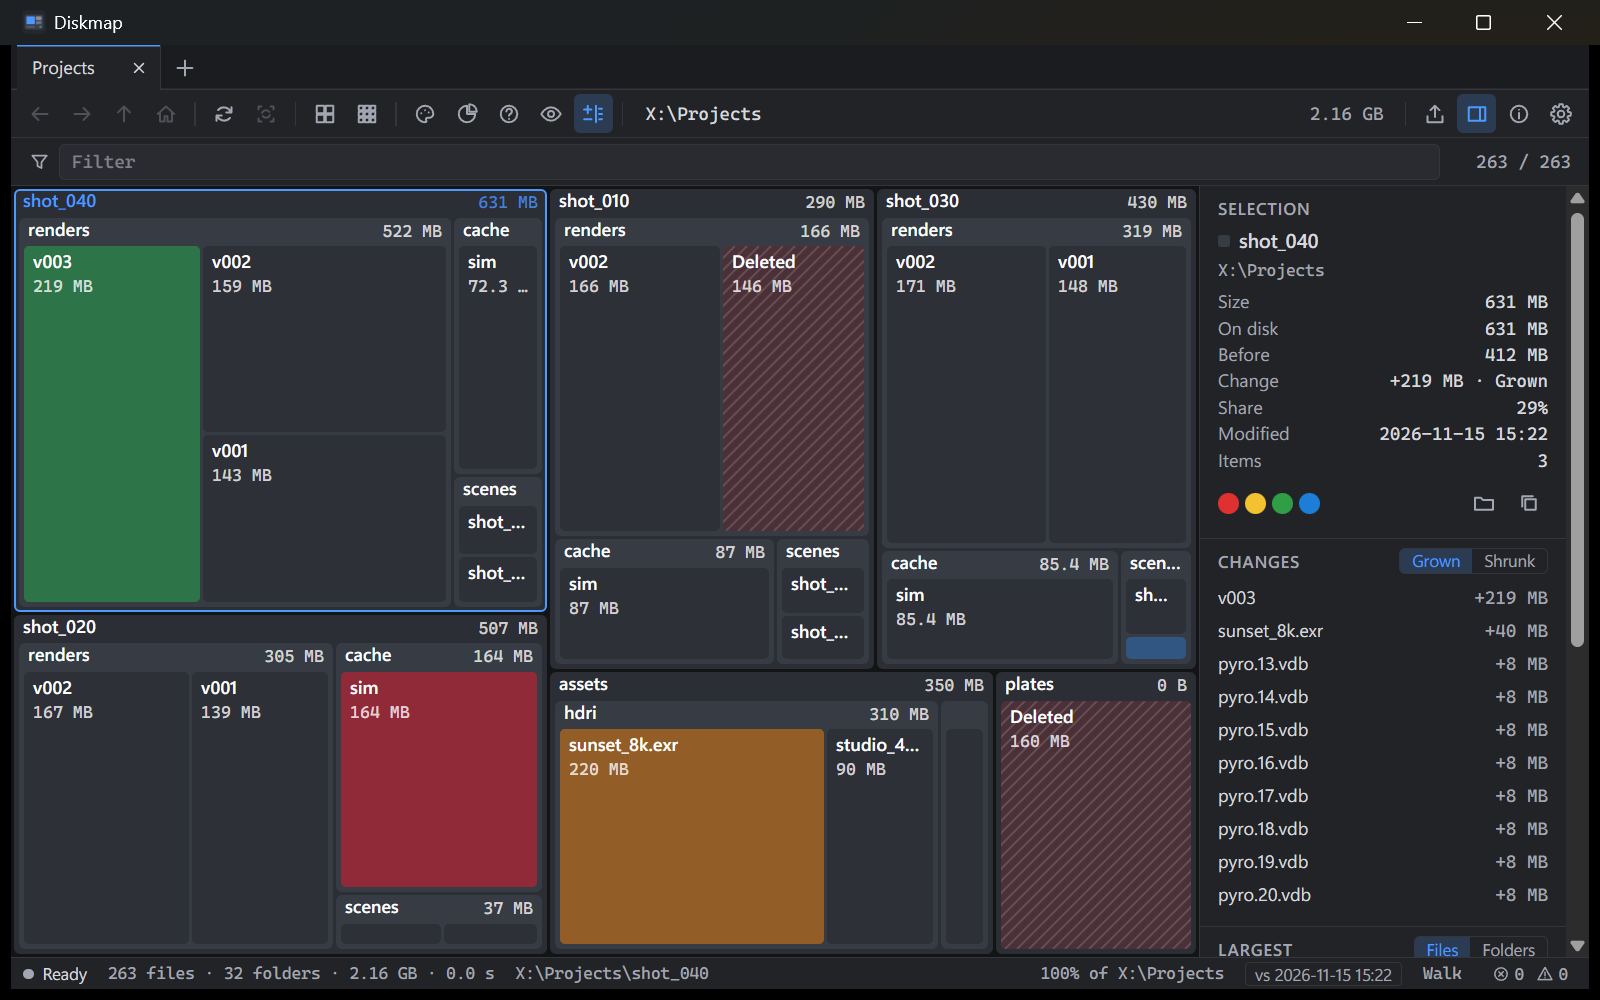 Diskmap
Projects
X:\Projects
2.16 GB
Filter
263 / 263
shot_040
631 MB
renders
522 MB
v003
219 MB
v002
159 MB
v001
143 MB
cache
sim
72.3 …
scenes
shot_…
shot_…
shot_010
290 MB
renders
166 MB
v002
166 MB
Deleted
146 MB
cache
87 MB
sim
87 MB
scenes
shot_…
shot_…
shot_030
430 MB
renders
319 MB
v002
171 MB
v001
148 MB
cache
85.4 MB
sim
85.4 MB
scen…
sh…
shot_020
507 MB
renders
305 MB
v002
167 MB
v001
139 MB
cache
164 MB
sim
164 MB
scenes
37 MB
assets
350 MB
hdri
310 MB
sunset_8k.exr
220 MB
studio_4…
90 MB
plates
0 B
Deleted
160 MB
SELECTION
shot_040
X:\Projects
Size 631 MB
On disk 631 MB
Before 412 MB
Change +219 MB · Grown
Share 29%
Modified 2026-11-15 15:22
Items 3
CHANGES Grown Shrunk
v003 +219 MB
sunset_8k.exr +40 MB
pyro.13.vdb +8 MB
pyro.14.vdb +8 MB
pyro.15.vdb +8 MB
pyro.16.vdb +8 MB
pyro.17.vdb +8 MB
pyro.18.vdb +8 MB
pyro.19.vdb +8 MB
pyro.20.vdb +8 MB
LARGEST Files Folders
Ready 263 files · 32 folders · 2.16 GB · 0.0 s X:\Projects\shot_040 100% of X:\Projects vs 2026-11-15 15:22 Walk 0 0